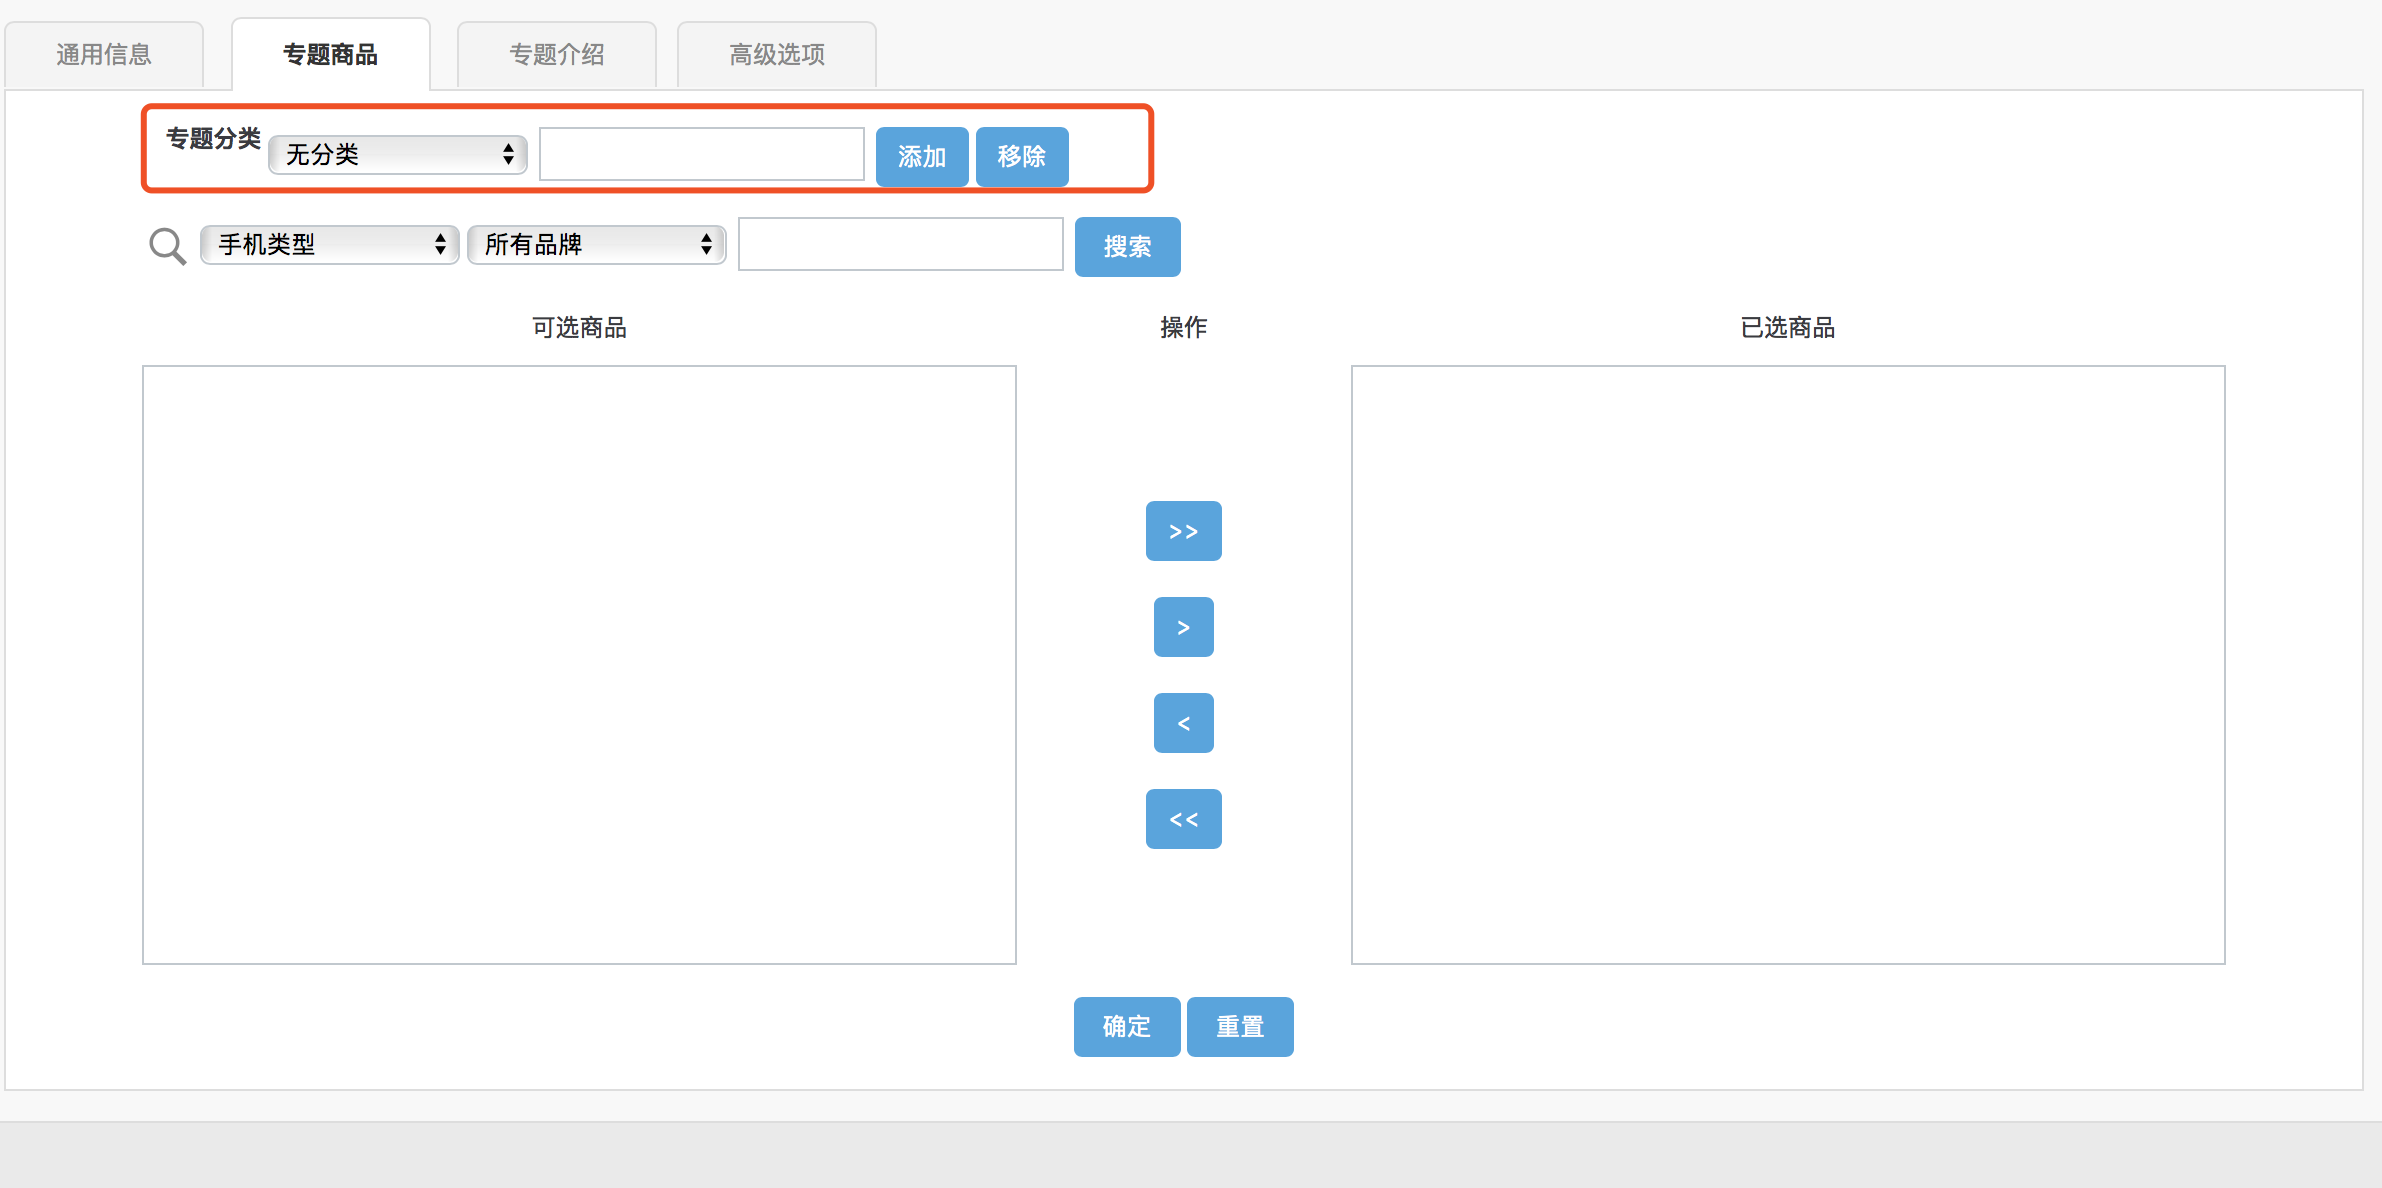 通用信息 专题商品 专题介绍 高级选项
专题分类 无分类 添加 移除
手机类型 所有品牌 搜索
可选商品 操作 已选商品
>>
>
<
<<
确定 重置